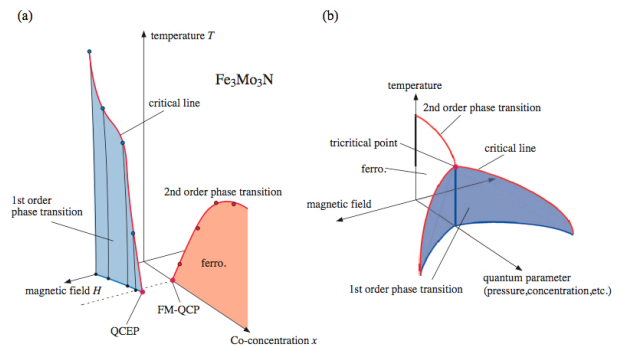 (a)
temperature T
Fe3Mo3N
critical line
2nd order phase transition
1st order
phase transition
ferro.
magnetic field H
FM-QCP
QCEP
Co-concentration x
(b)
temperature
2nd order phase transition
tricritical point
critical line
ferro.
magnetic field
quantum parameter
(pressure,concentration,etc.)
1st order phase transition